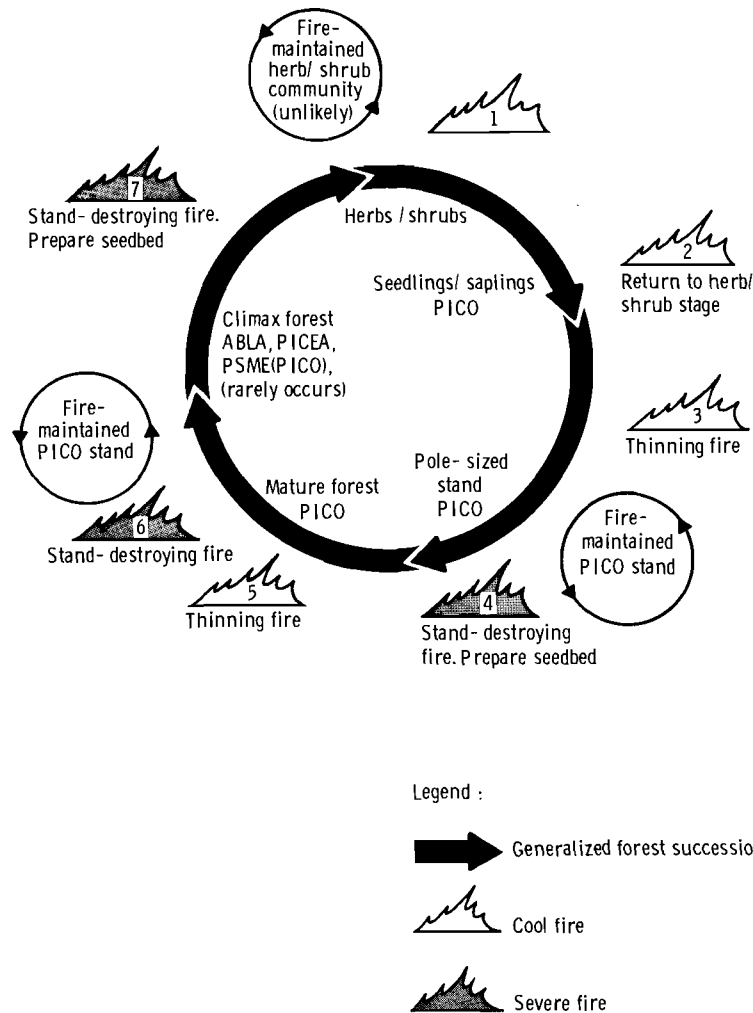 Fire-
maintained
herb/ shrub
community
(unlikely)
1
7
Stand- destroying fire.
Prepare seedbed
Herbs / shrubs
2
Return to herb/
shrub stage
Seedlings/ saplings
PICO
Climax forest
ABLA, PICEA,
PSME(PICO),
(rarely occurs)
3
Thinning fire
Fire-
maintained
PICO stand
Pole- sized
stand
PICO
Mature forest
PICO
6
Stand- destroying fire
Fire-
maintained
PICO stand
5
Thinning fire
4
Stand- destroying
fire. Prepare seedbed
Legend :
Generalized forest successio
Cool fire
Severe fire